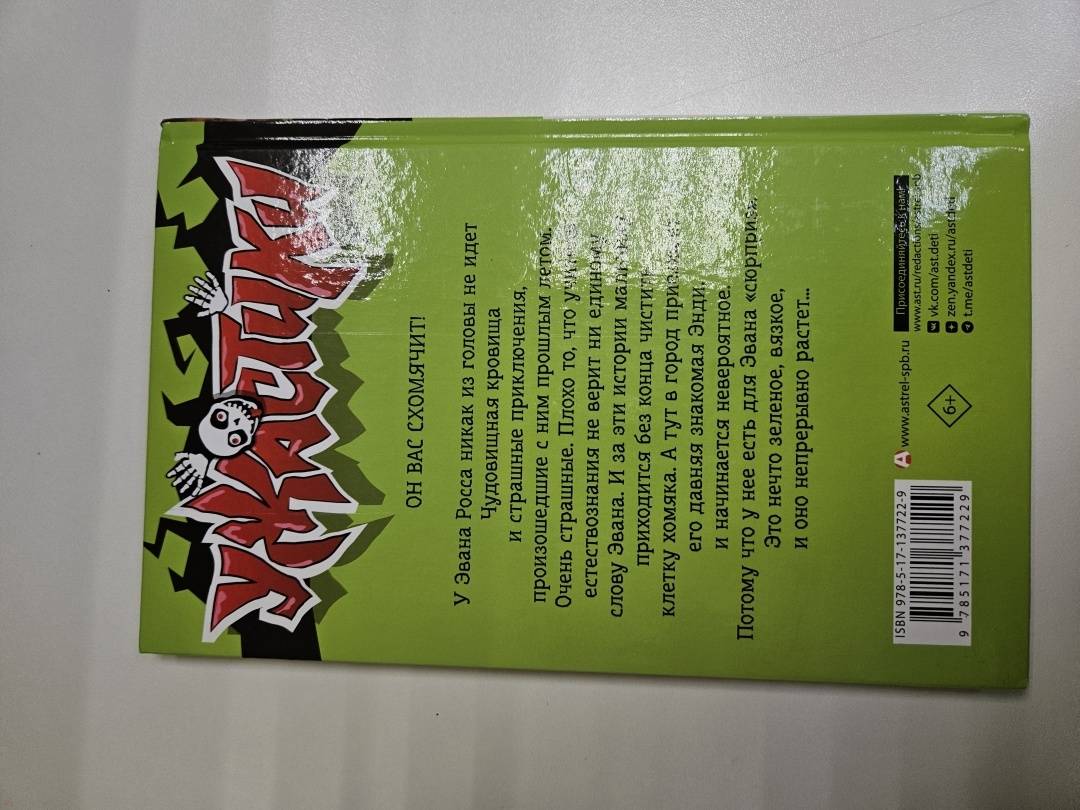 УЖАСТИКИ
ОН ВАС СХОМЯЧИТ!
У Эвана Росса никак из головы не идет
Чудовищная кровища
и страшные приключения,
произошедшие с ним прошлым летом.
Очень страшные. Плохо то, что
естествознания не верит ни единому
слову Эвана. И за эти истории
приходится без конца чистить
клетку хомяка. А тут в город
его давняя знакомая Энди,
и начинается невероятное.
Потому что у нее есть для Эвана «сюрприз».
Это нечто зеленое, вязкое,
и оно непрерывно растет...
ISBN 978-5-17-137722-9
9 785171 377229
www.astrel-spb.ru
6+
Присоединяйтесь к нам!
vk.com/ast.deti
t.me/astdeti